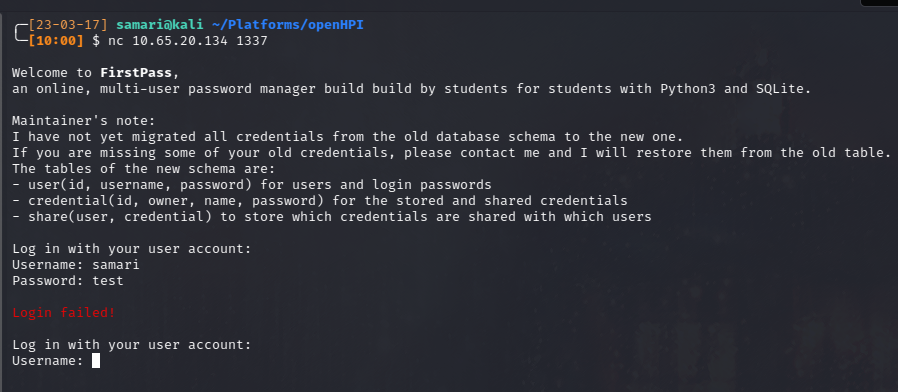 [23-03-17] samari@kali ~/Platforms/openHPI
[10:00] $ nc 10.65.20.134 1337
Welcome to FirstPass,
an online, multi-user password manager build build by students for students with Python3 and SQLite.
Maintainer's note:
I have not yet migrated all credentials from the old database schema to the new one.
If you are missing some of your old credentials, please contact me and I will restore them from the old table.
The tables of the new schema are:
- user(id, username, password) for users and login passwords
- credential(id, owner, name, password) for the stored and shared credentials
- share(user, credential) to store which credentials are shared with which users
Log in with your user account:
Username: samari
Password: test
Login failed!
Log in with your user account:
Username: